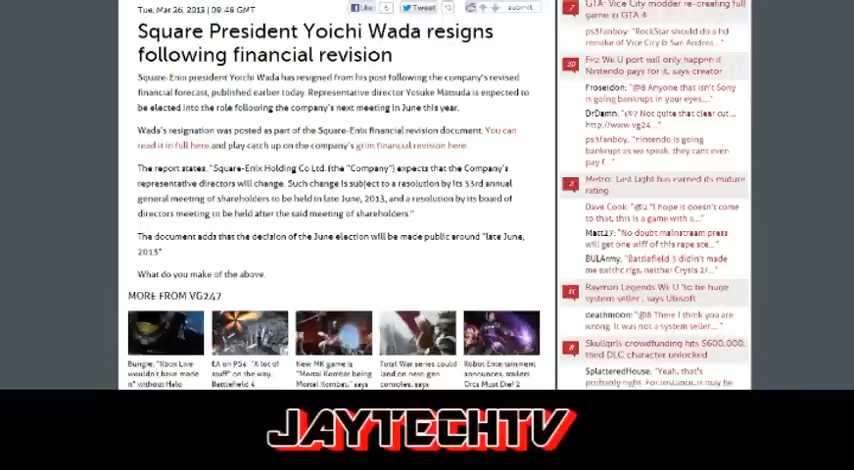 Tue, Mar 26, 2013 | 09:48 GMT
Like
6
Tweet
13
submit
Square President Yoichi Wada resigns
following financial revision
Square-Enix president Yoichi Wada has resigned from his post following the company's revised
financial forecast, published earlier today. Representative director Yosuke Matsuda is expected to
be elected into the role following the company's next meeting in June this year.
Wada's resignation was posted as part of the Square-Enix financial revision document. You can
read it in full here and play catch up on the company's grim financial revision here.
The report states, "Square-Enix Holding Co Ltd. (the "Company") expects that the Company's
representative directors will change. Such change is subject to a resolution by its 33rd annual
general meeting of shareholders to be held in late June, 2013, and a resolution by its board of
directors meeting to be held after the said meeting of shareholders."
The document adds that the decision of the June election will be made public around "late June,
2013"
What do you make of the above.
MORE FROM VG247
Bungie: "Xbox Live
wouldn't have made
it" without Halo
EA on PS4: "A lot of
stuff" on the way,
Battlefield 4
New MK game is
"Mortal Kombat being
Mortal Kombat," says
Total War series could
land on next-gen
consoles, says
Robot Entertainment
announces, trailers
Orcs Must Die! 2
7
GTA: Vice City modder re-creating full
game in GTA 4
ps3fanboy: "RockStar should do a hd
remake of Vice City & San Andrea..."
Fez Wii U port will only happen if
Nintendo pays for it, says creator
Froseidon: "@8 Anyone that isn't Sony
is going bankrupt in your eyes..."
DrDamn: "@7 Not quite that clear cut ...
http://www.vg24..."
ps3fanboy: "nintendo is going
bankrupt as we speak, they cant even
pay f..."
3
Metro: Last Light has earned its mature
rating
Dave Cook: "@2 "I hope it doesn't come
to that, this is a game with s..."
Matt27: "No doubt mainstream press
will get one wiff of this rape sce..."
BULArmy: "Battlefield 3 didn't made
me swithc rigs, neither Crysis 2/..."
11
Rayman Legends Wii U "to be huge
system seller", says Ubisoft
deathmoon: "@8 There I think you are
wrong. It was not a system seller..."
8
Skullgirls crowdfunding hits $600,000,
third DLC character unlocked
SplatteredHouse: "Yeah, that's
probably right. For instance, it may be
JAYTECHTV